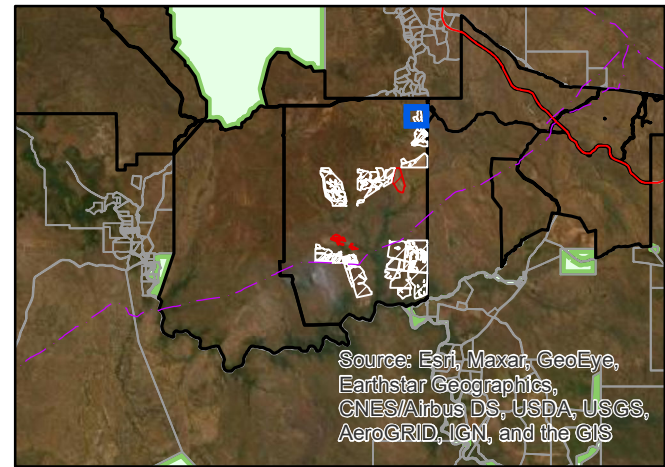 Source: Esri, Maxar, GeoEye,
Earthstar Geographics,
CNES/Airbus DS, USDA, USGS,
AeroGRID, IGN, and the GIS